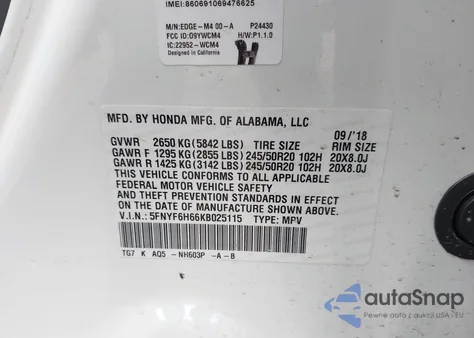 IMEI:860691069476625
M/N:EDGE-M4 00-A P24430
FCC ID:O9YWCM4 H/W:P1.1.0
IC:22952-WCM4
Designed in California
MFD. BY HONDA MFG. OF ALABAMA, LLC 09/'18
GVWR 2650 KG(5842 LBS) TIRE SIZE RIM SIZE
GAWR F 1295 KG(2855 LBS) 245/50R20 102H 20X8.0J
GAWR R 1425 KG(3142 LBS) 245/50R20 102H 20X8.0J
THIS VEHICLE CONFORMS TO ALL APPLICABLE
FEDERAL MOTOR VEHICLE SAFETY
AND THEFT PREVENTION STANDARDS IN EFFECT
ON THE DATE OF MANUFACTURE SHOWN ABOVE.
V.I.N.: 5FNYF6H66KB025115 TYPE: MPV
TG7 K AQ5 -NH603P -A-B
autoSnap
Pewne auta z USA i EU